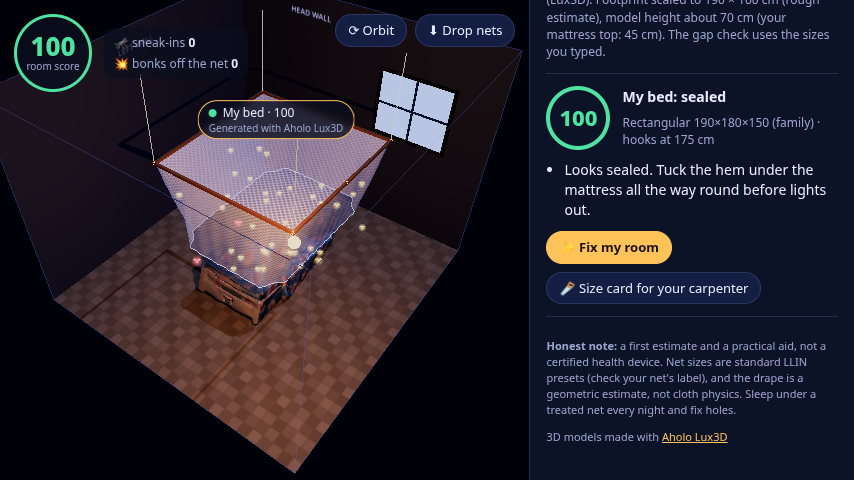 HEAD WALL
100
room score
sneak-ins 0
bonks off the net 0
Orbit
Drop nets
My bed · 100
Generated with Aholo Lux3D
(Lux3D). Footprint scaled to 190 × 100 cm (rough
estimate), model height about 70 cm (your
mattress top: 45 cm). The gap check uses the sizes
you typed.
100
My bed: sealed
Rectangular 190×180×150 (family) ·
hooks at 175 cm
Looks sealed. Tuck the hem under the
mattress all the way round before lights
out.
Fix my room
Size card for your carpenter
Honest note: a first estimate and a practical aid, not a
certified health device. Net sizes are standard LLIN
presets (check your net's label), and the drape is a
geometric estimate, not cloth physics. Sleep under a
treated net every night and fix holes.
3D models made with Aholo Lux3D